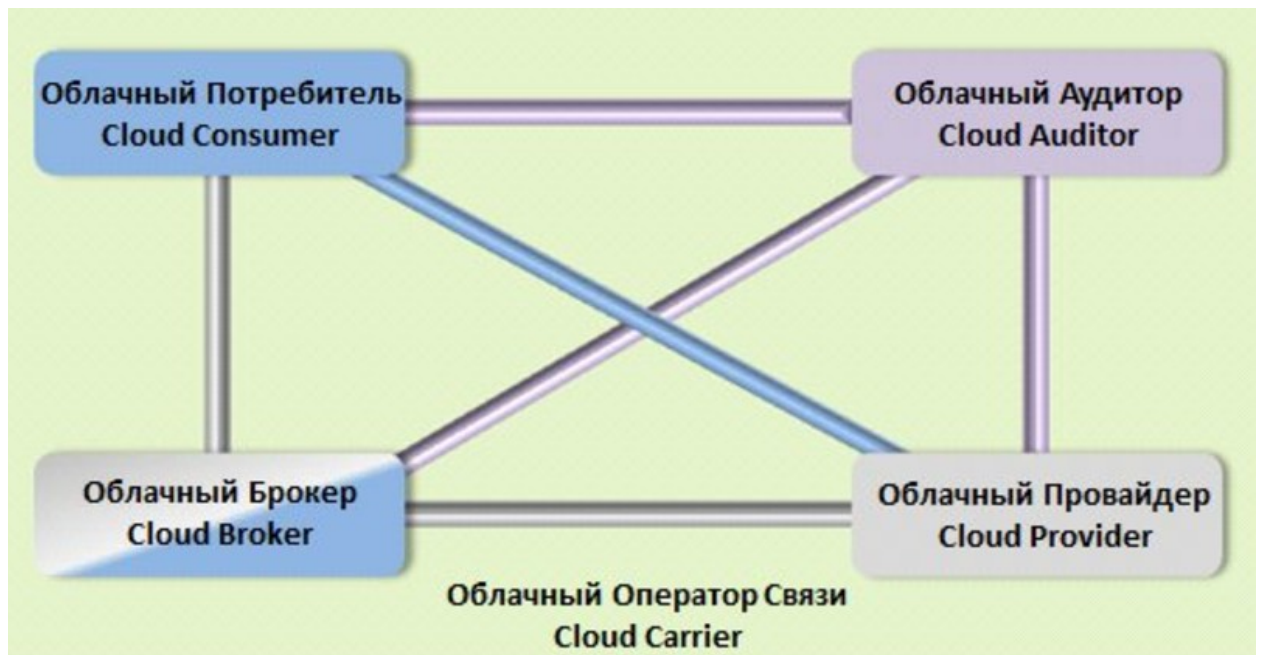 Облачный Потребитель
Cloud Consumer
Облачный Аудитор
Cloud Auditor
Облачный Брокер
Cloud Broker
Облачный Провайдер
Cloud Provider
Облачный Оператор Связи
Cloud Carrier